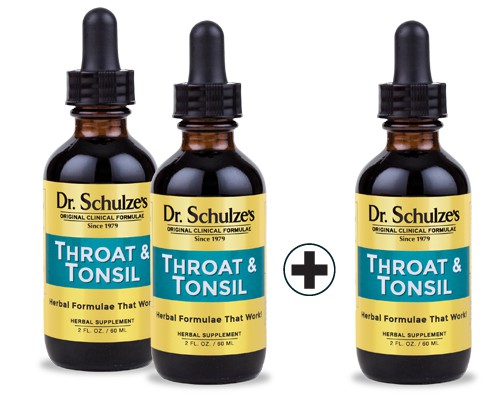 Dr. Schulze's
ORIGINAL CLINICAL FORMULAE
Since 1979
THROAT &
TONSIL
Herbal Formulae That Work!
HERBAL SUPPLEMENT
2 FL. OZ. / 60 ML
Dr. Schulze's
ORIGINAL CLINICAL FORMULAE
Since 1979
THROAT &
TONSIL
Herbal Formulae That Work!
HERBAL SUPPLEMENT
2 FL. OZ. / 60 ML
Dr. Schulze's
ORIGINAL CLINICAL FORMULAE
Since 1979
THROAT &
TONSIL
Herbal Formulae That Work!
HERBAL SUPPLEMENT
2 FL. OZ. / 60 ML